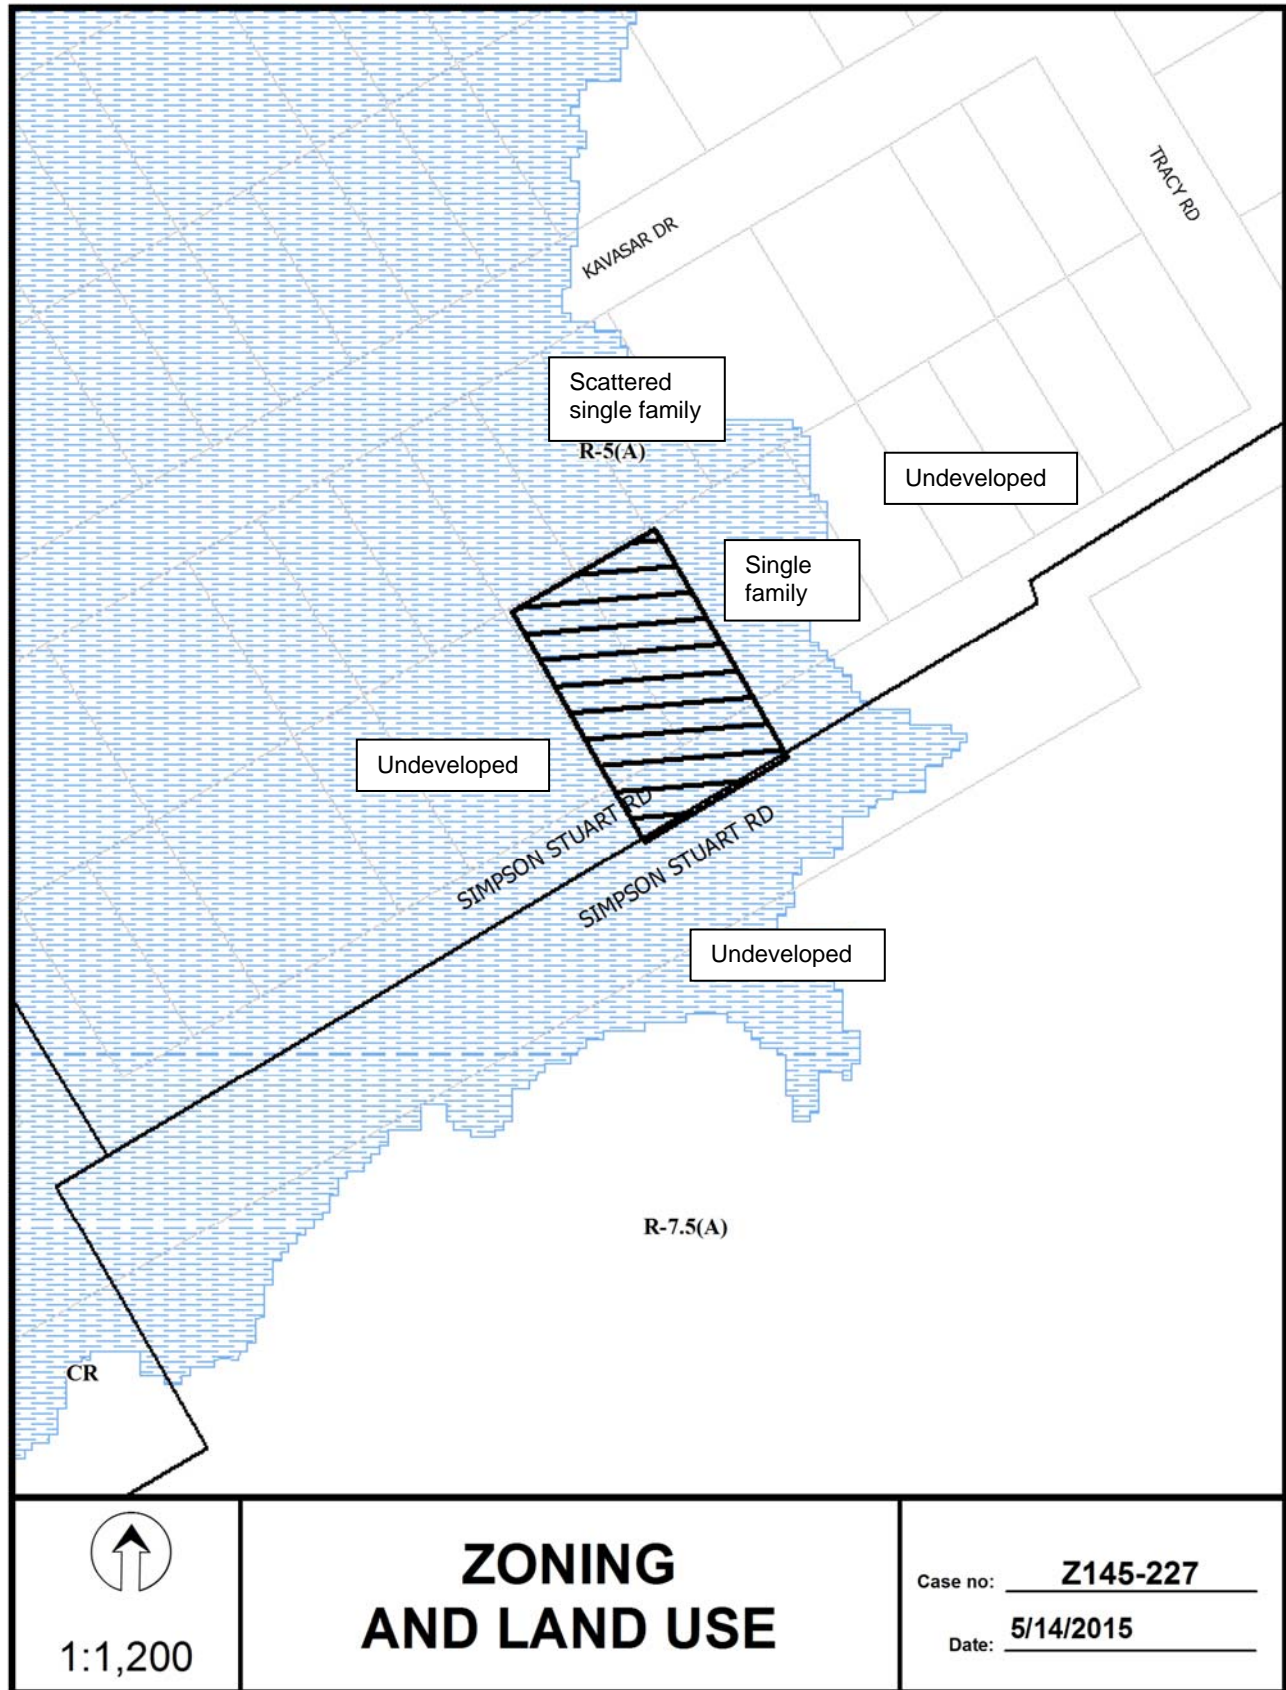 TRACY RD
KAVASAR DR
Scattered
single family
R-5(A)
Undeveloped
Single
family
Undeveloped
SIMPSON STUART RD
SIMPSON STUART RD
Undeveloped
R-7.5(A)
CR
1:1,200
ZONING
AND LAND USE
Case no: Z145-227
Date: 5/14/2015